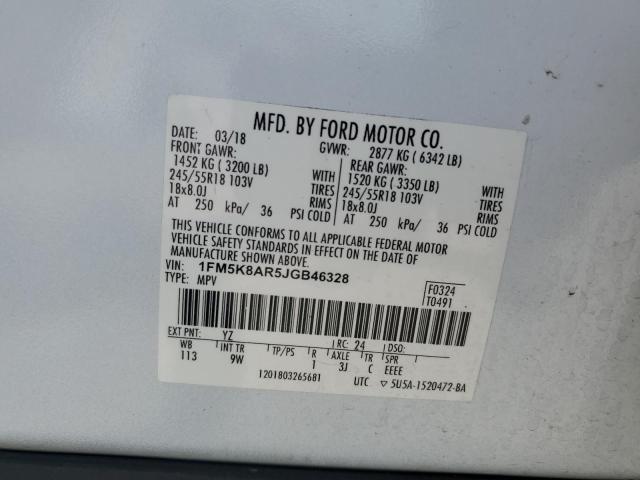 MFD. BY FORD MOTOR CO.
DATE: 03/18 GVWR: 2877 KG ( 6342 LB)
FRONT GAWR: REAR GAWR:
1452 KG ( 3200 LB) WITH 1520 KG ( 3350 LB) WITH
245/55R18 103V TIRES 245/55R18 103V TIRES
18x8.0J RIMS 18x8.0J RIMS
AT 250 kPa/ 36 PSI COLD AT 250 kPa/ 36 PSI COLD
THIS VEHICLE CONFORMS TO ALL APPLICABLE FEDERAL MOTOR
VEHICLE SAFETY STANDARDS IN EFFECT ON THE DATE OF
MANUFACTURE SHOWN ABOVE.
VIN: 1FM5K8AR5JGB46328 F0324
TYPE: MPV T0491
EXT PNT: YZ RC: 24 DSO:
WB INT TR TP/PS R AXLE TR SPR
113 9W 1 3J C EEEE
1201803265681 UTC ▽ 5U5A-1520472-BA